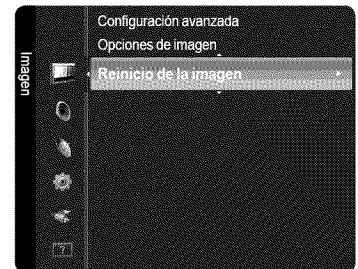 Imagen
Configuración avanzada
Opciones de imagen
Reinicio de la imagen
?